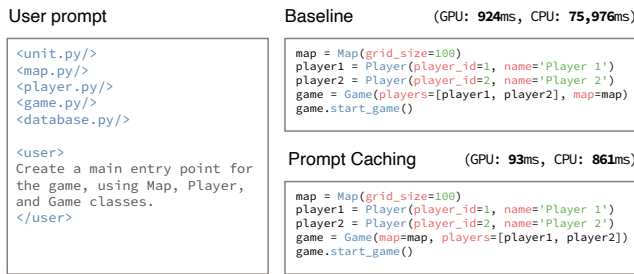 User prompt
<unit.py/>
<map.py/>
<player.py/>
<game.py/>
<database.py/>
<user>
Create a main entry point for
the game, using Map, Player,
and Game classes.
</user>
Baseline (GPU: 924ms, CPU: 75,976ms)
map = Map(grid_size=100)
player1 = Player(player_id=1, name='Player 1')
player2 = Player(player_id=2, name='Player 2')
game = Game(players=[player1, player2], map=map)
game.start_game()
Prompt Caching (GPU: 93ms, CPU: 861ms)
map = Map(grid_size=100)
player1 = Player(player_id=1, name='Player 1')
player2 = Player(player_id=2, name='Player 2')
game = Game(map=map, players=[player1, player2])
game.start_game()